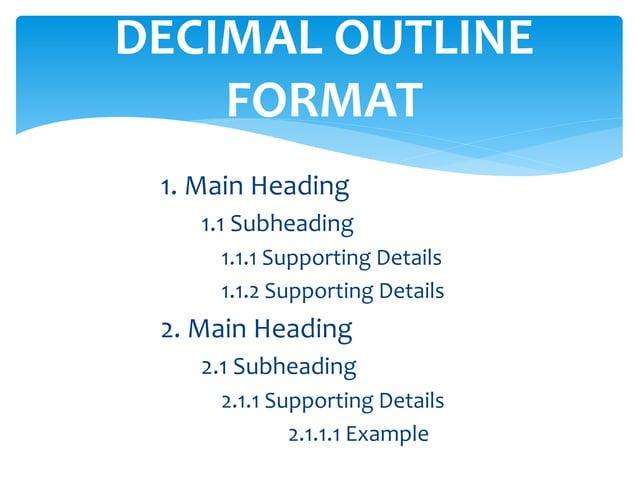 DECIMAL OUTLINE
FORMAT
1. Main Heading
1.1 Subheading
1.1.1 Supporting Details
1.1.2 Supporting Details
2. Main Heading
2.1 Subheading
2.1.1 Supporting Details
2.1.1.1 Example